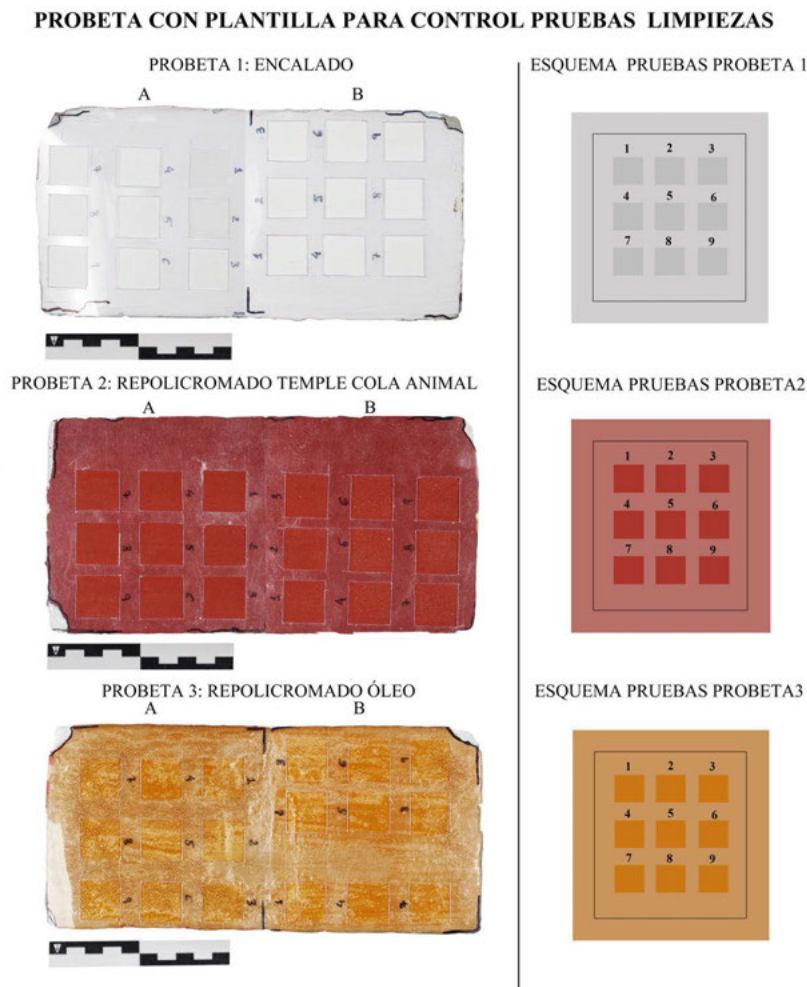 PROBETA CON PLANTILLA PARA CONTROL PRUEBAS LIMPIEZAS
PROBETA 1: ENCALADO
A B
ESQUEMA PRUEBAS PROBETA 1
1 2 3
4 5 6
7 8 9
PROBETA 2: REPOLICROMADO TEMPLE COLA ANIMAL
A B
ESQUEMA PRUEBAS PROBETA2
1 2 3
4 5 6
7 8 9
PROBETA 3: REPOLICROMADO ÓLEO
A B
ESQUEMA PRUEBAS PROBETA3
1 2 3
4 5 6
7 8 9